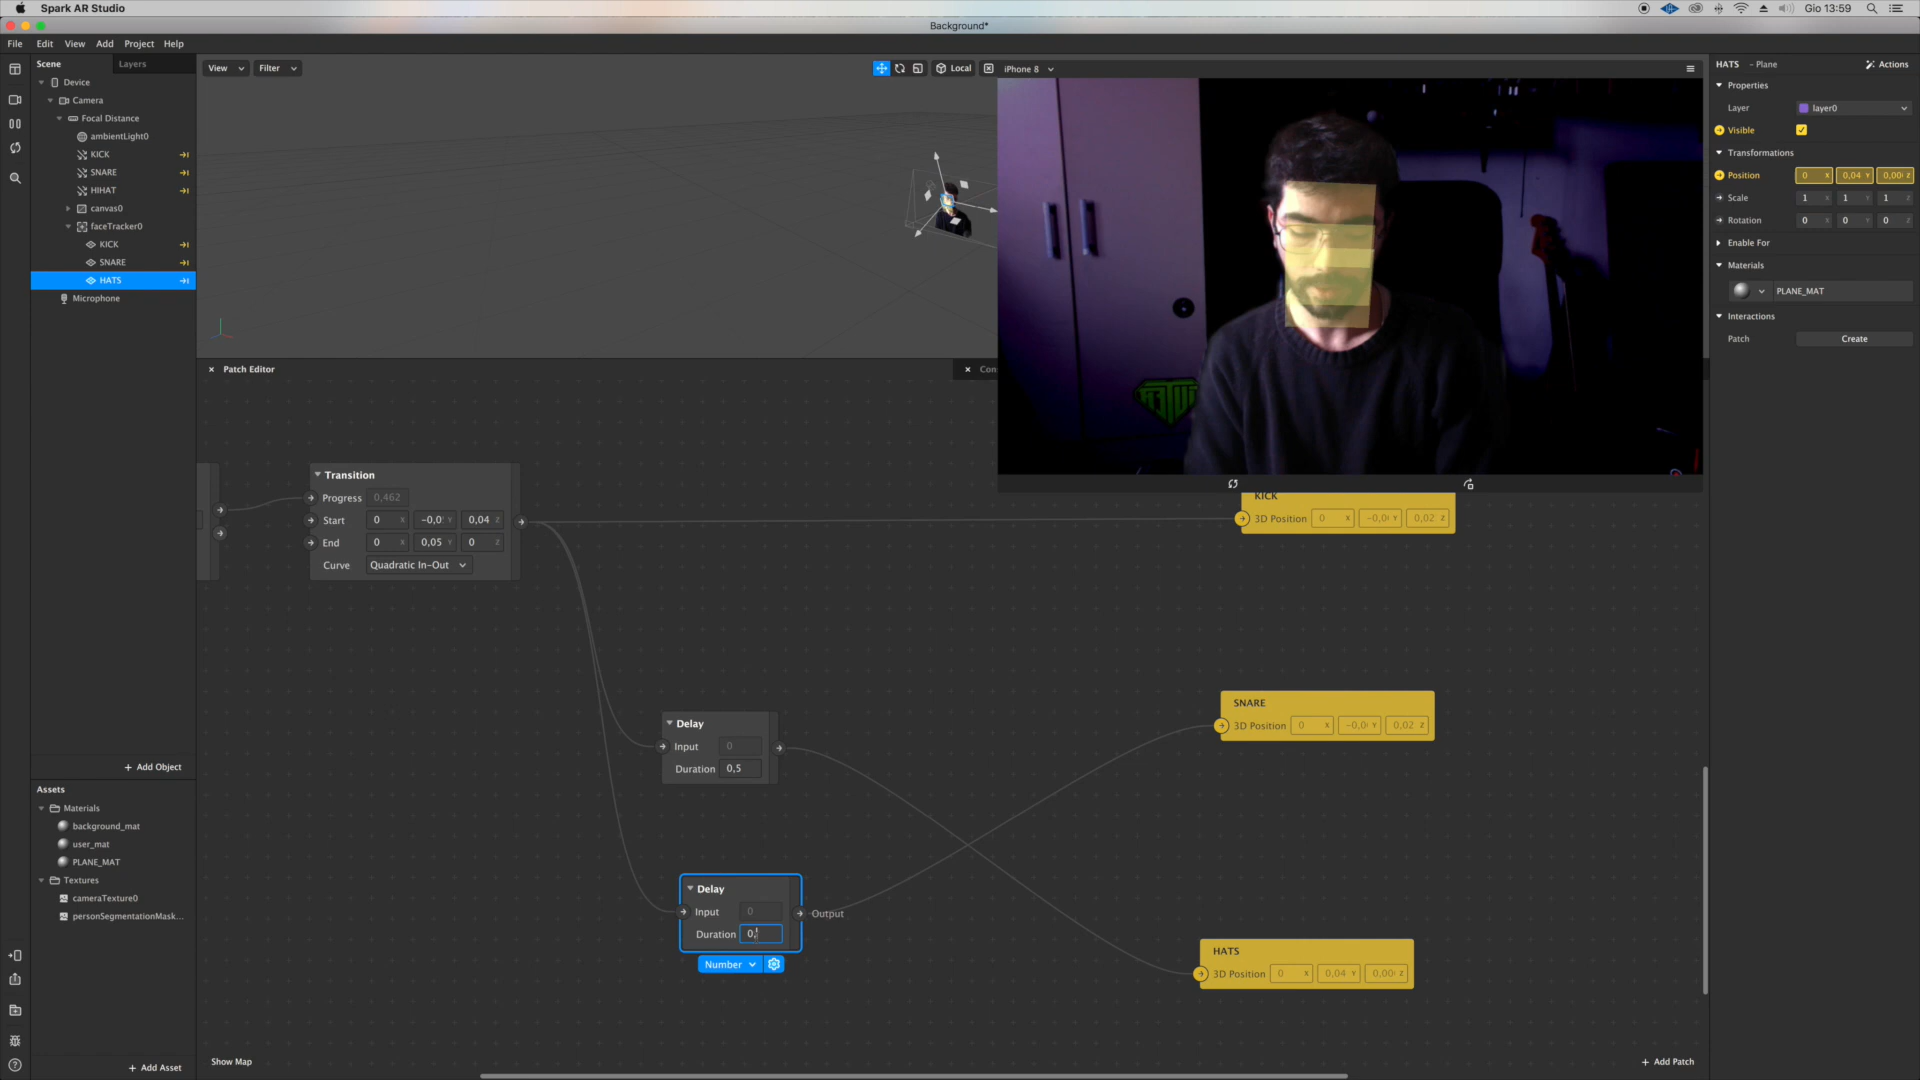 Spark AR Studio
Gio 13:59
Background*
File Edit View Add Project Help
Scene Layers
Device
Camera
Focal Distance
ambientLight0
KICK
SNARE
HIHAT
canvas0
faceTracker0
KICK
SNARE
HATS
Microphone
+ Add Object
Assets
Materials
background_mat
user_mat
PLANE_MAT
Textures
cameraTexture0
personSegmentationMask...
+ Add Asset
View Filter
Local
iPhone 8
Patch Editor
Transition
Progress 0,462
Start 0 X -0,0 Y 0,04 Z
End 0 X 0,05 Y 0 Z
Curve Quadratic In-Out
Delay
Input 0
Duration 0,5
Delay
Input 0
Output
Duration 0,
Number
KICK
3D Position 0 X -0,0 Y 0,02 Z
SNARE
3D Position 0 X -0,0 Y 0,02 Z
HATS
3D Position 0 X 0,04 Y 0,00 Z
Show Map
+ Add Patch
HATS - Plane
Actions
Properties
Layer layer0
Visible
Transformations
Position 0 X 0,04 Y 0,00 Z
Scale 1 X 1 Y 1 Z
Rotation 0 X 0 Y 0 Z
Enable For
Materials
PLANE_MAT
Interactions
Patch Create